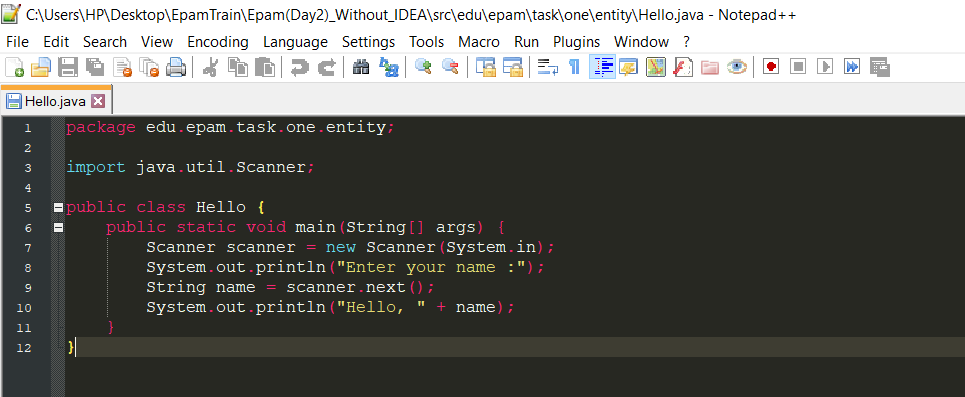 C:\Users\HP\Desktop\EpamTrain\Epam(Day2)_Without_IDEA\src\edu\epam\task\one\entity\Hello.java - Notepad++
File Edit Search View Encoding Language Settings Tools Macro Run Plugins Window ?
Hello.java
1 package edu.epam.task.one.entity;
2
3 import java.util.Scanner;
4
5 public class Hello {
6 public static void main(String[] args) {
7 Scanner scanner = new Scanner(System.in);
8 System.out.println("Enter your name :");
9 String name = scanner.next();
10 System.out.println("Hello, " + name);
11 }
12 }